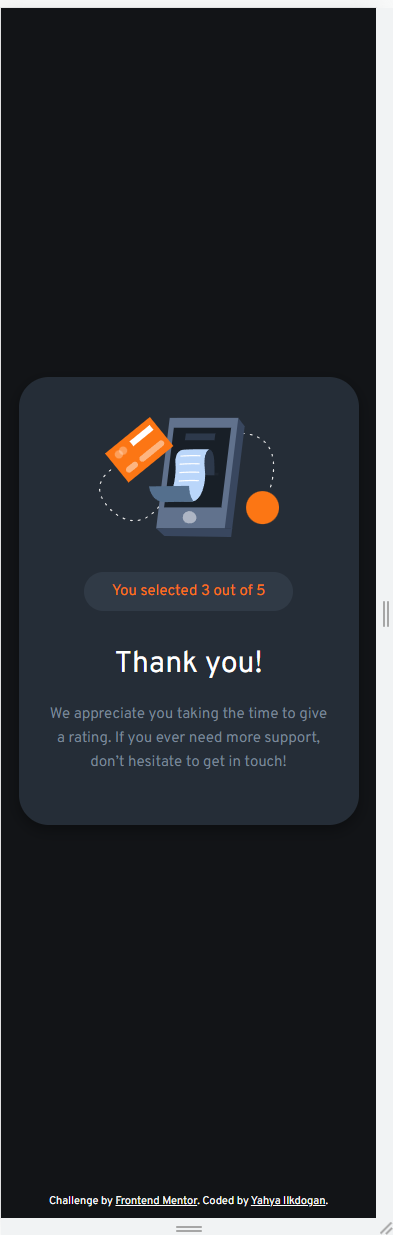 You selected 3 out of 5
Thank you!
We appreciate you taking the time to give
a rating. If you ever need more support,
don't hesitate to get in touch!
Challenge by Frontend Mentor. Coded by Yahya Ilkdogan.